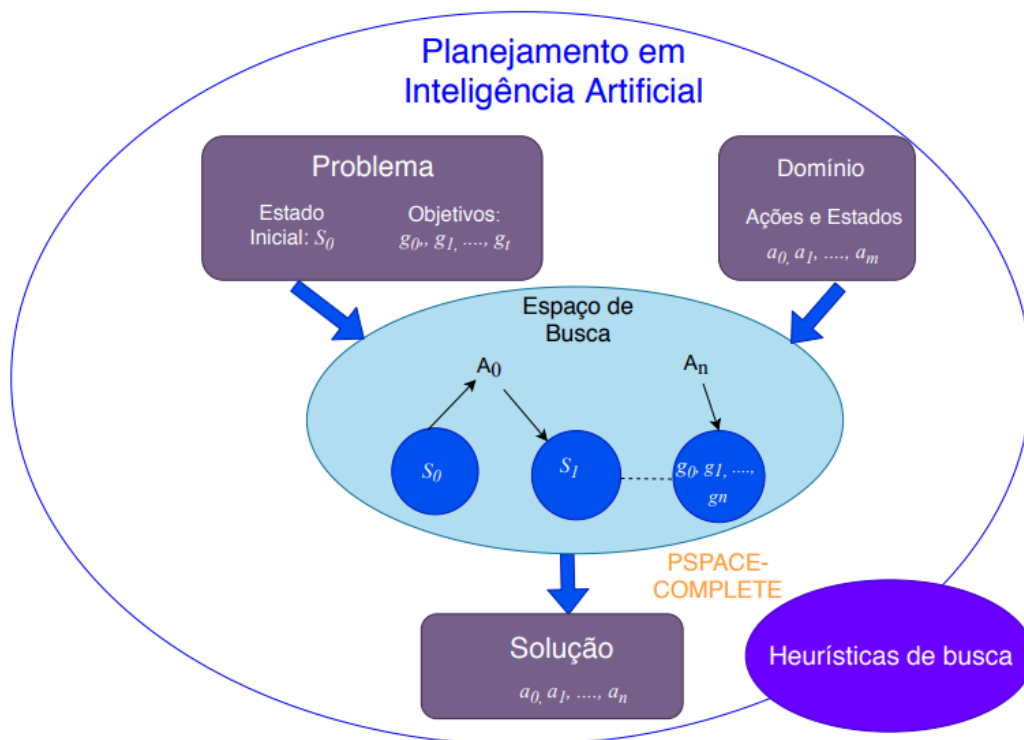 Planejamento em
Inteligência Artificial
Problema
Estado
Inicial: S0
Objetivos:
g0,, g1, ...., gt
Domínio
Ações e Estados
a0, a1, ...., am
Espaço de
Busca
A0
An
S0
S1
g0, g1, ....,
gn
PSPACE-
COMPLETE
Solução
a0, a1, ...., an
Heurísticas de busca